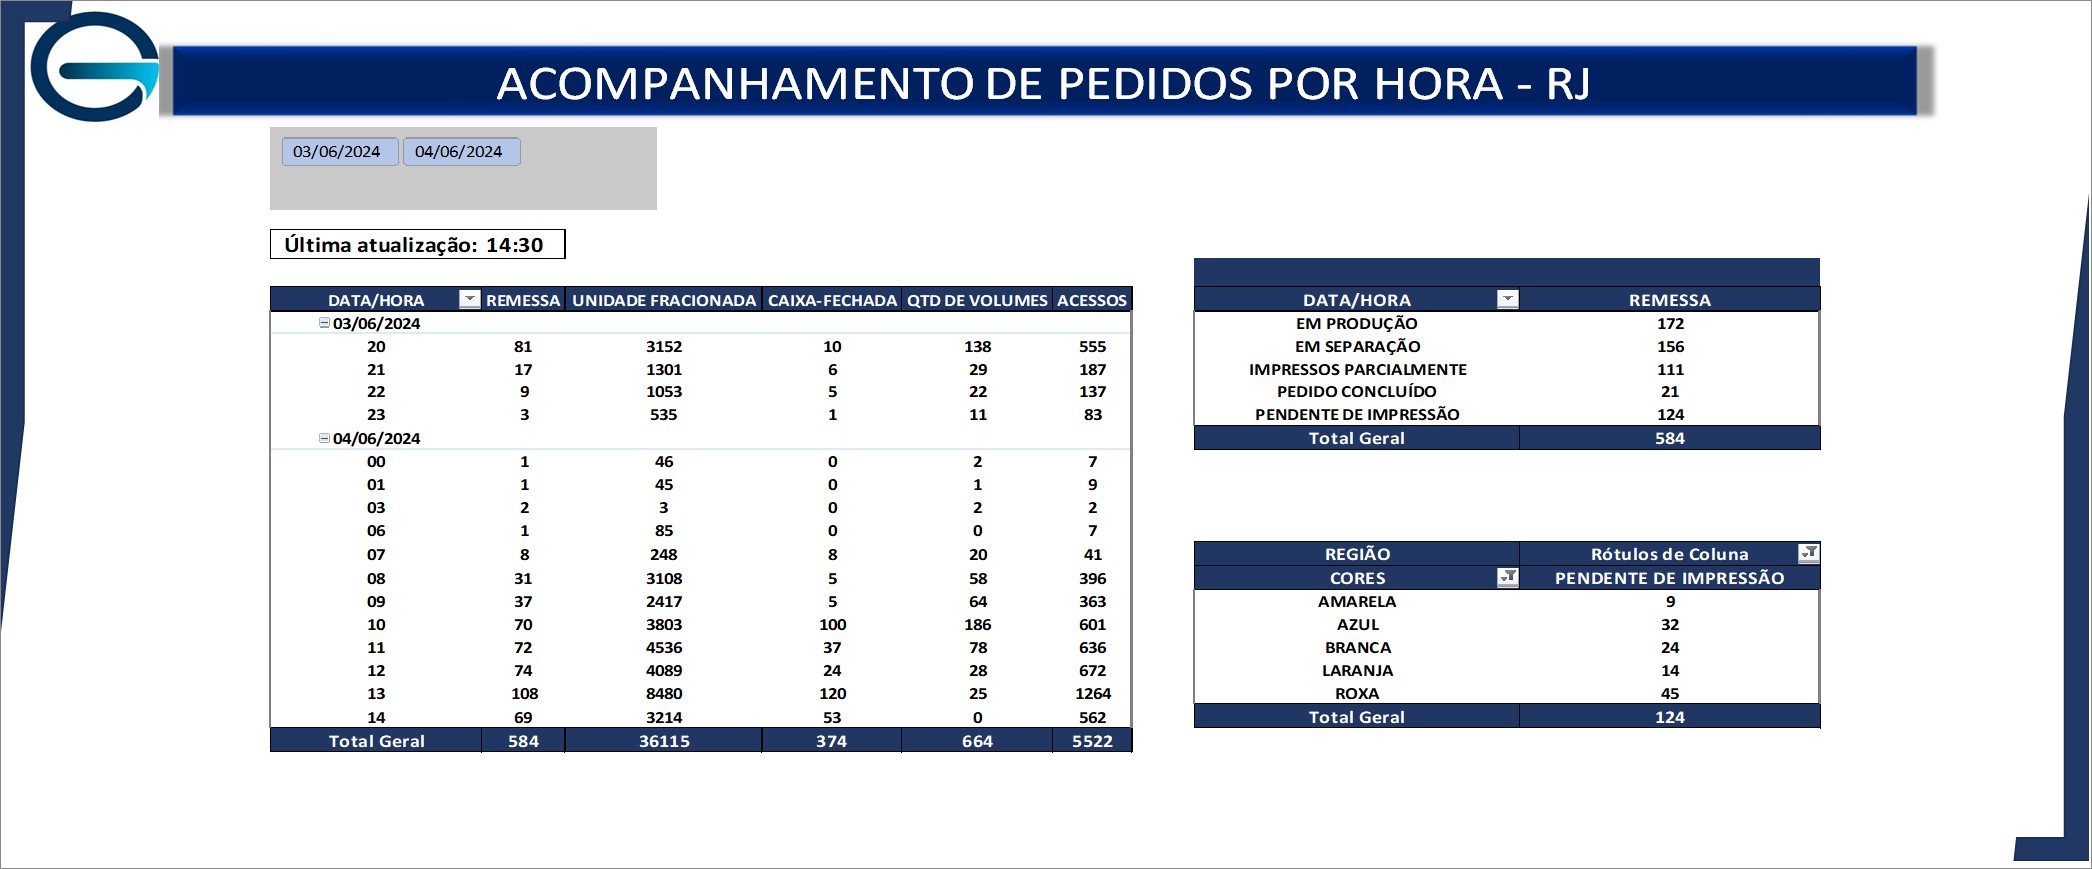 ACOMPANHAMENTO DE PEDIDOS POR HORA - RJ
03/06/2024 04/06/2024
Última atualização: 14:30
DATA/HORA REMESSA UNIDADE FRACIONADA CAIXA-FECHADA QTD DE VOLUMES ACESSOS
03/06/2024
20 81 3152 10 138 555
21 17 1301 6 29 187
22 9 1053 5 22 137
23 3 535 1 11 83
04/06/2024
00 1 46 0 2 7
01 1 45 0 1 9
03 2 3 0 2 2
06 1 85 0 0 7
07 8 248 8 20 41
08 31 3108 5 58 396
09 37 2417 5 64 363
10 70 3803 100 186 601
11 72 4536 37 78 636
12 74 4089 24 28 672
13 108 8480 120 25 1264
14 69 3214 53 0 562
Total Geral 584 36115 374 664 5522
DATA/HORA REMESSA
EM PRODUÇÃO 172
EM SEPARAÇÃO 156
IMPRESSOS PARCIALMENTE 111
PEDIDO CONCLUÍDO 21
PENDENTE DE IMPRESSÃO 124
Total Geral 584
REGIÃO Rótulos de Coluna
CORES PENDENTE DE IMPRESSÃO
AMARELA 9
AZUL 32
BRANCA 24
LARANJA 14
ROXA 45
Total Geral 124